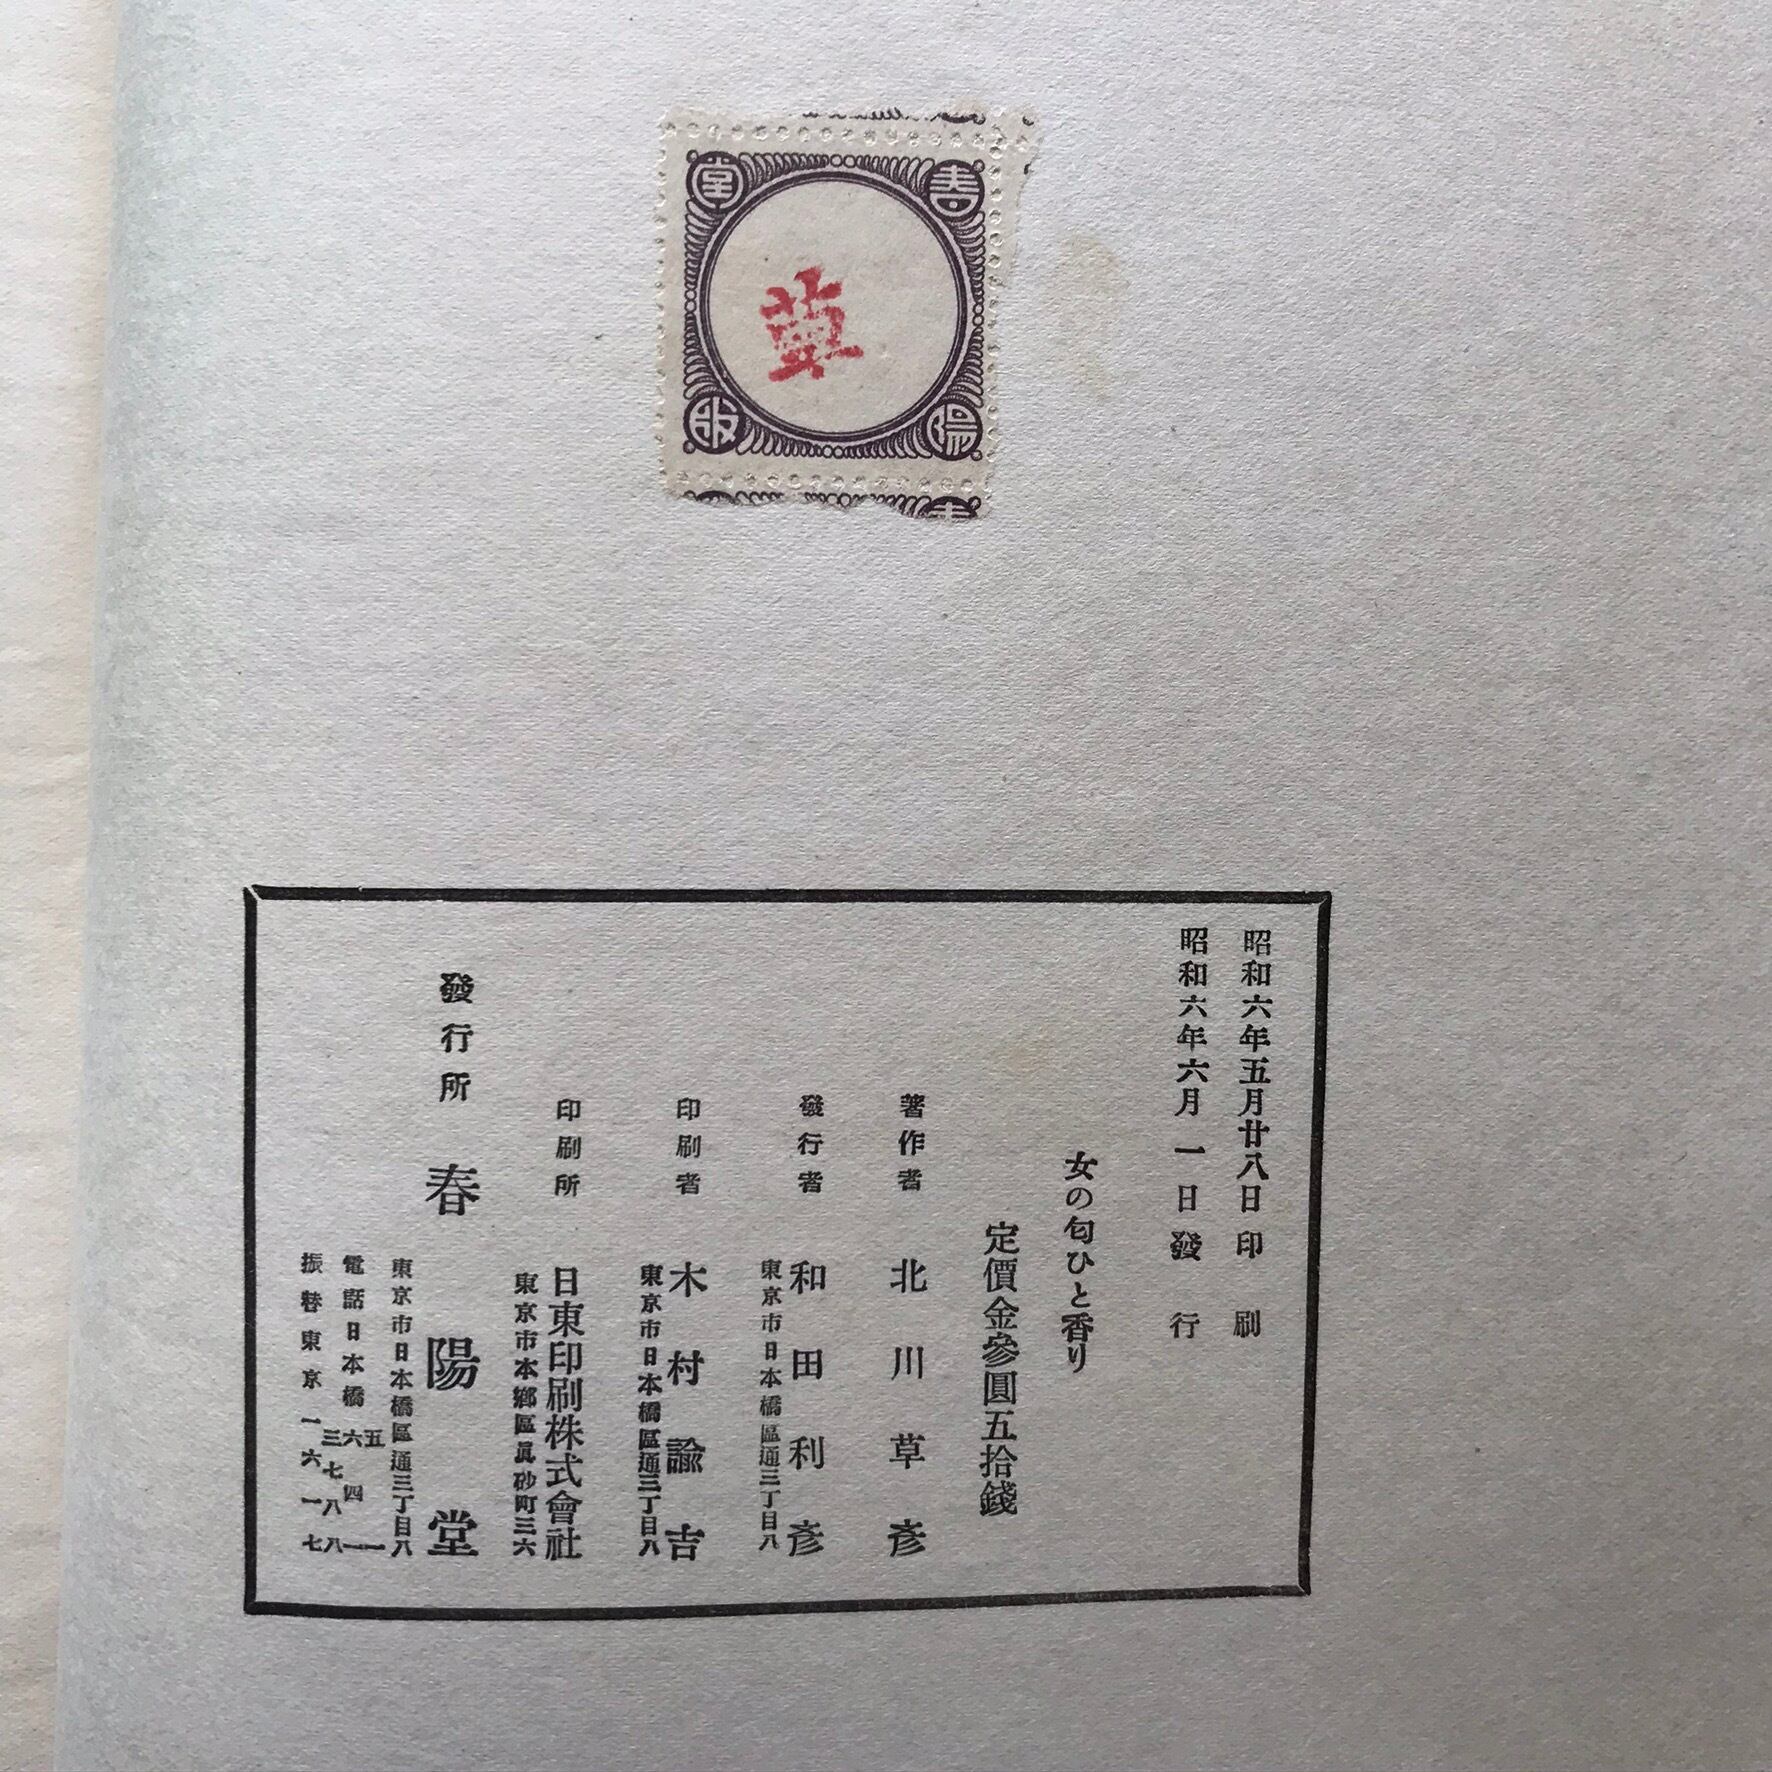 春陽堂版
昭和六年五月廿八日印刷
昭和六年六月一日發行
女の匂ひと香り
定價金參圓五拾錢
著作者 北川草彥
發行者 和田利彥
東京市日本橋區通三丁目八
印刷者 木村諭吉
東京市日本橋區通三丁目八
印刷所 日東印刷株式會社
東京市本鄕區眞砂町三六
發行所 春陽堂
東京市日本橋區通三丁目八
電話日本橋
五一
六四一
三七八八
振替東京一六一七